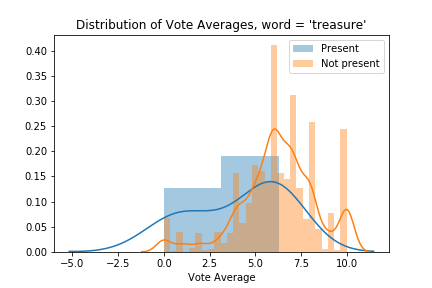 Distribution of Vote Averages, word = 'treasure'
Present
Not present
0.40
0.35
0.30
0.25
0.20
0.15
0.10
0.05
0.00
−5.0 −2.5 0.0 2.5 5.0 7.5 10.0
Vote Average